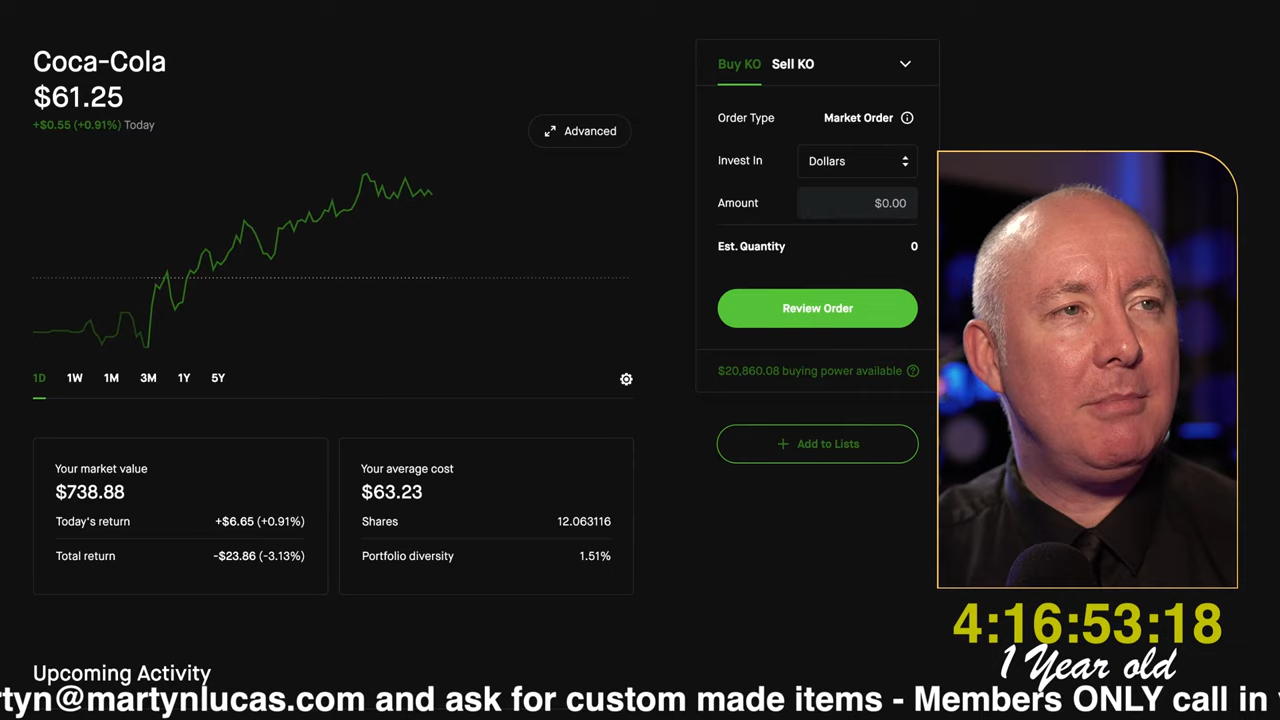 Coca-Cola
$61.25
+$0.55 (+0.91%) Today
Advanced
1D 1W 1M 3M 1Y 5Y
Your market value
$738.88
Today's return +$6.65 (+0.91%)
Total return -$23.86 (-3.13%)
Your average cost
$63.23
Shares 12.063116
Portfolio diversity 1.51%
Upcoming Activity
Buy KO Sell KO
Order Type Market Order
Invest In Dollars
Amount $0.00
Est. Quantity 0
Review Order
$20,860.08 buying power available
Add to Lists
4:16:53:18
1 Year old
rtyn@martynlucas.com and ask for custom made items - Members ONLY call in